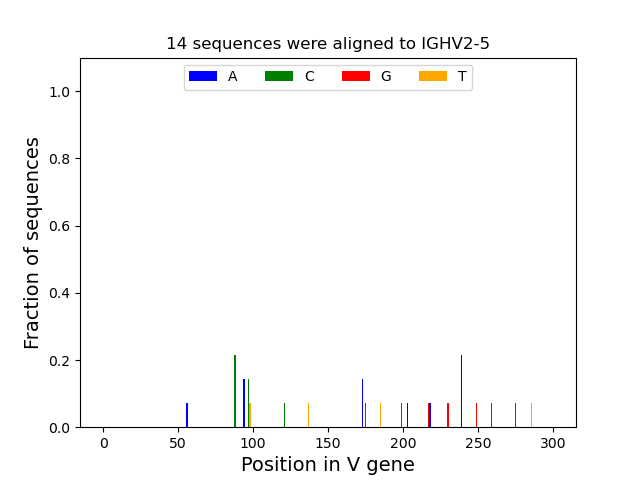 14 sequences were aligned to IGHV2-5
A C G T
1.0
0.8
0.6
0.4
0.2
0.0
Fraction of sequences
0 50 100 150 200 250 300
Position in V gene